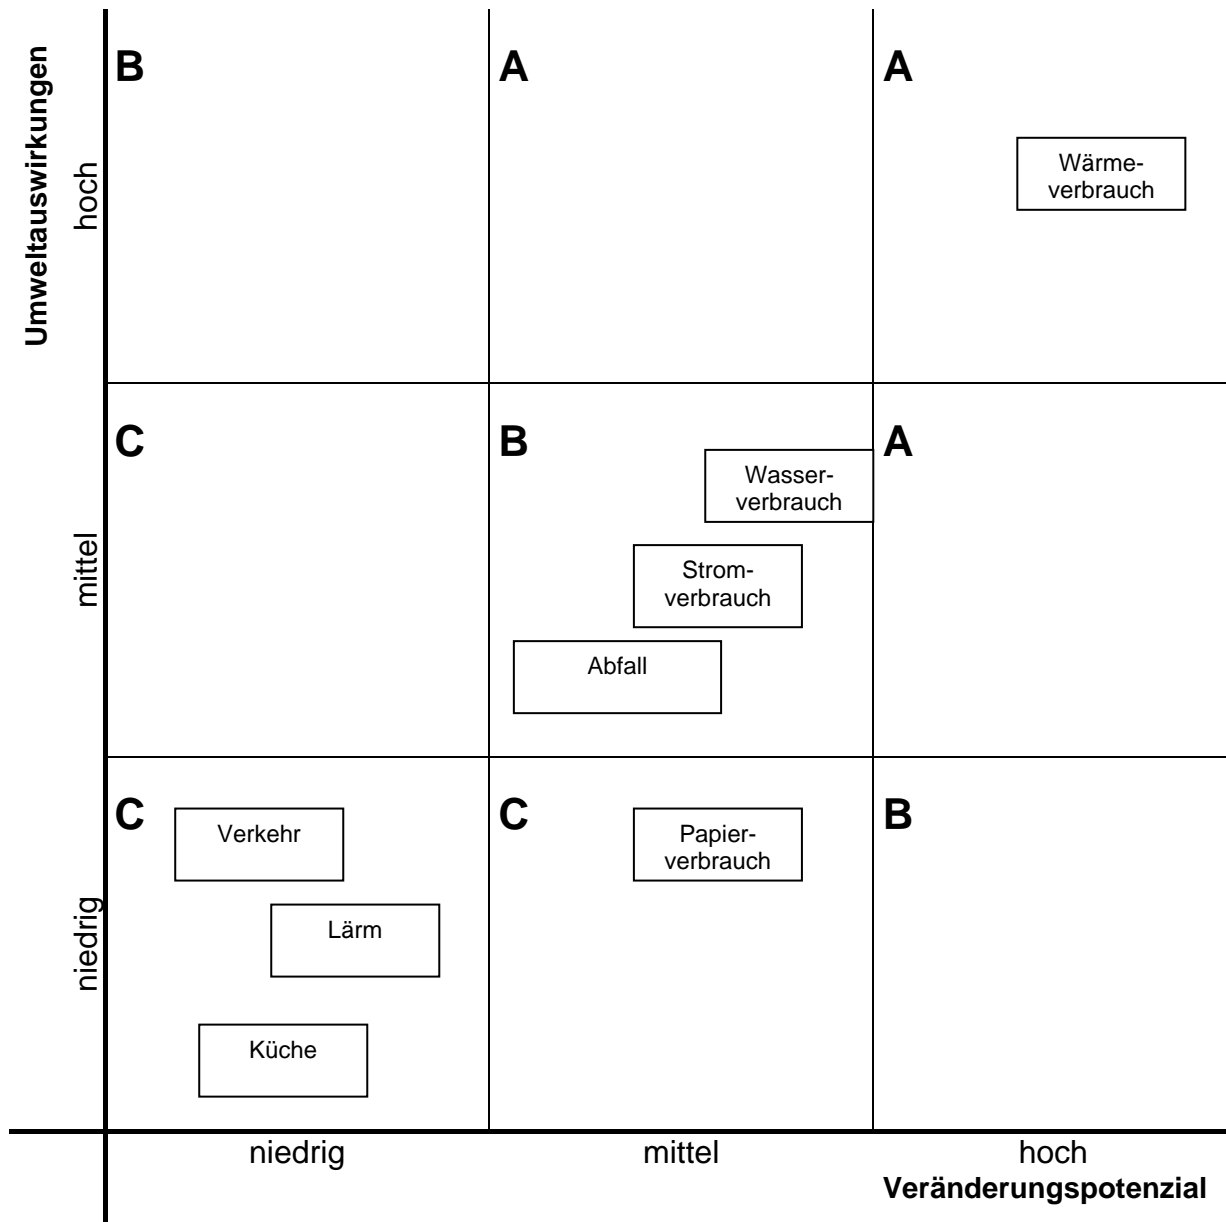 Umweltauswirkungen
hoch
B
A
A
Wärme-
verbrauch
mittel
C
B
A
Wasser-
verbrauch
Strom-
verbrauch
Abfall
niedrig
C
C
B
Verkehr
Papier-
verbrauch
Lärm
Küche
niedrig
mittel
hoch
Veränderungspotenzial